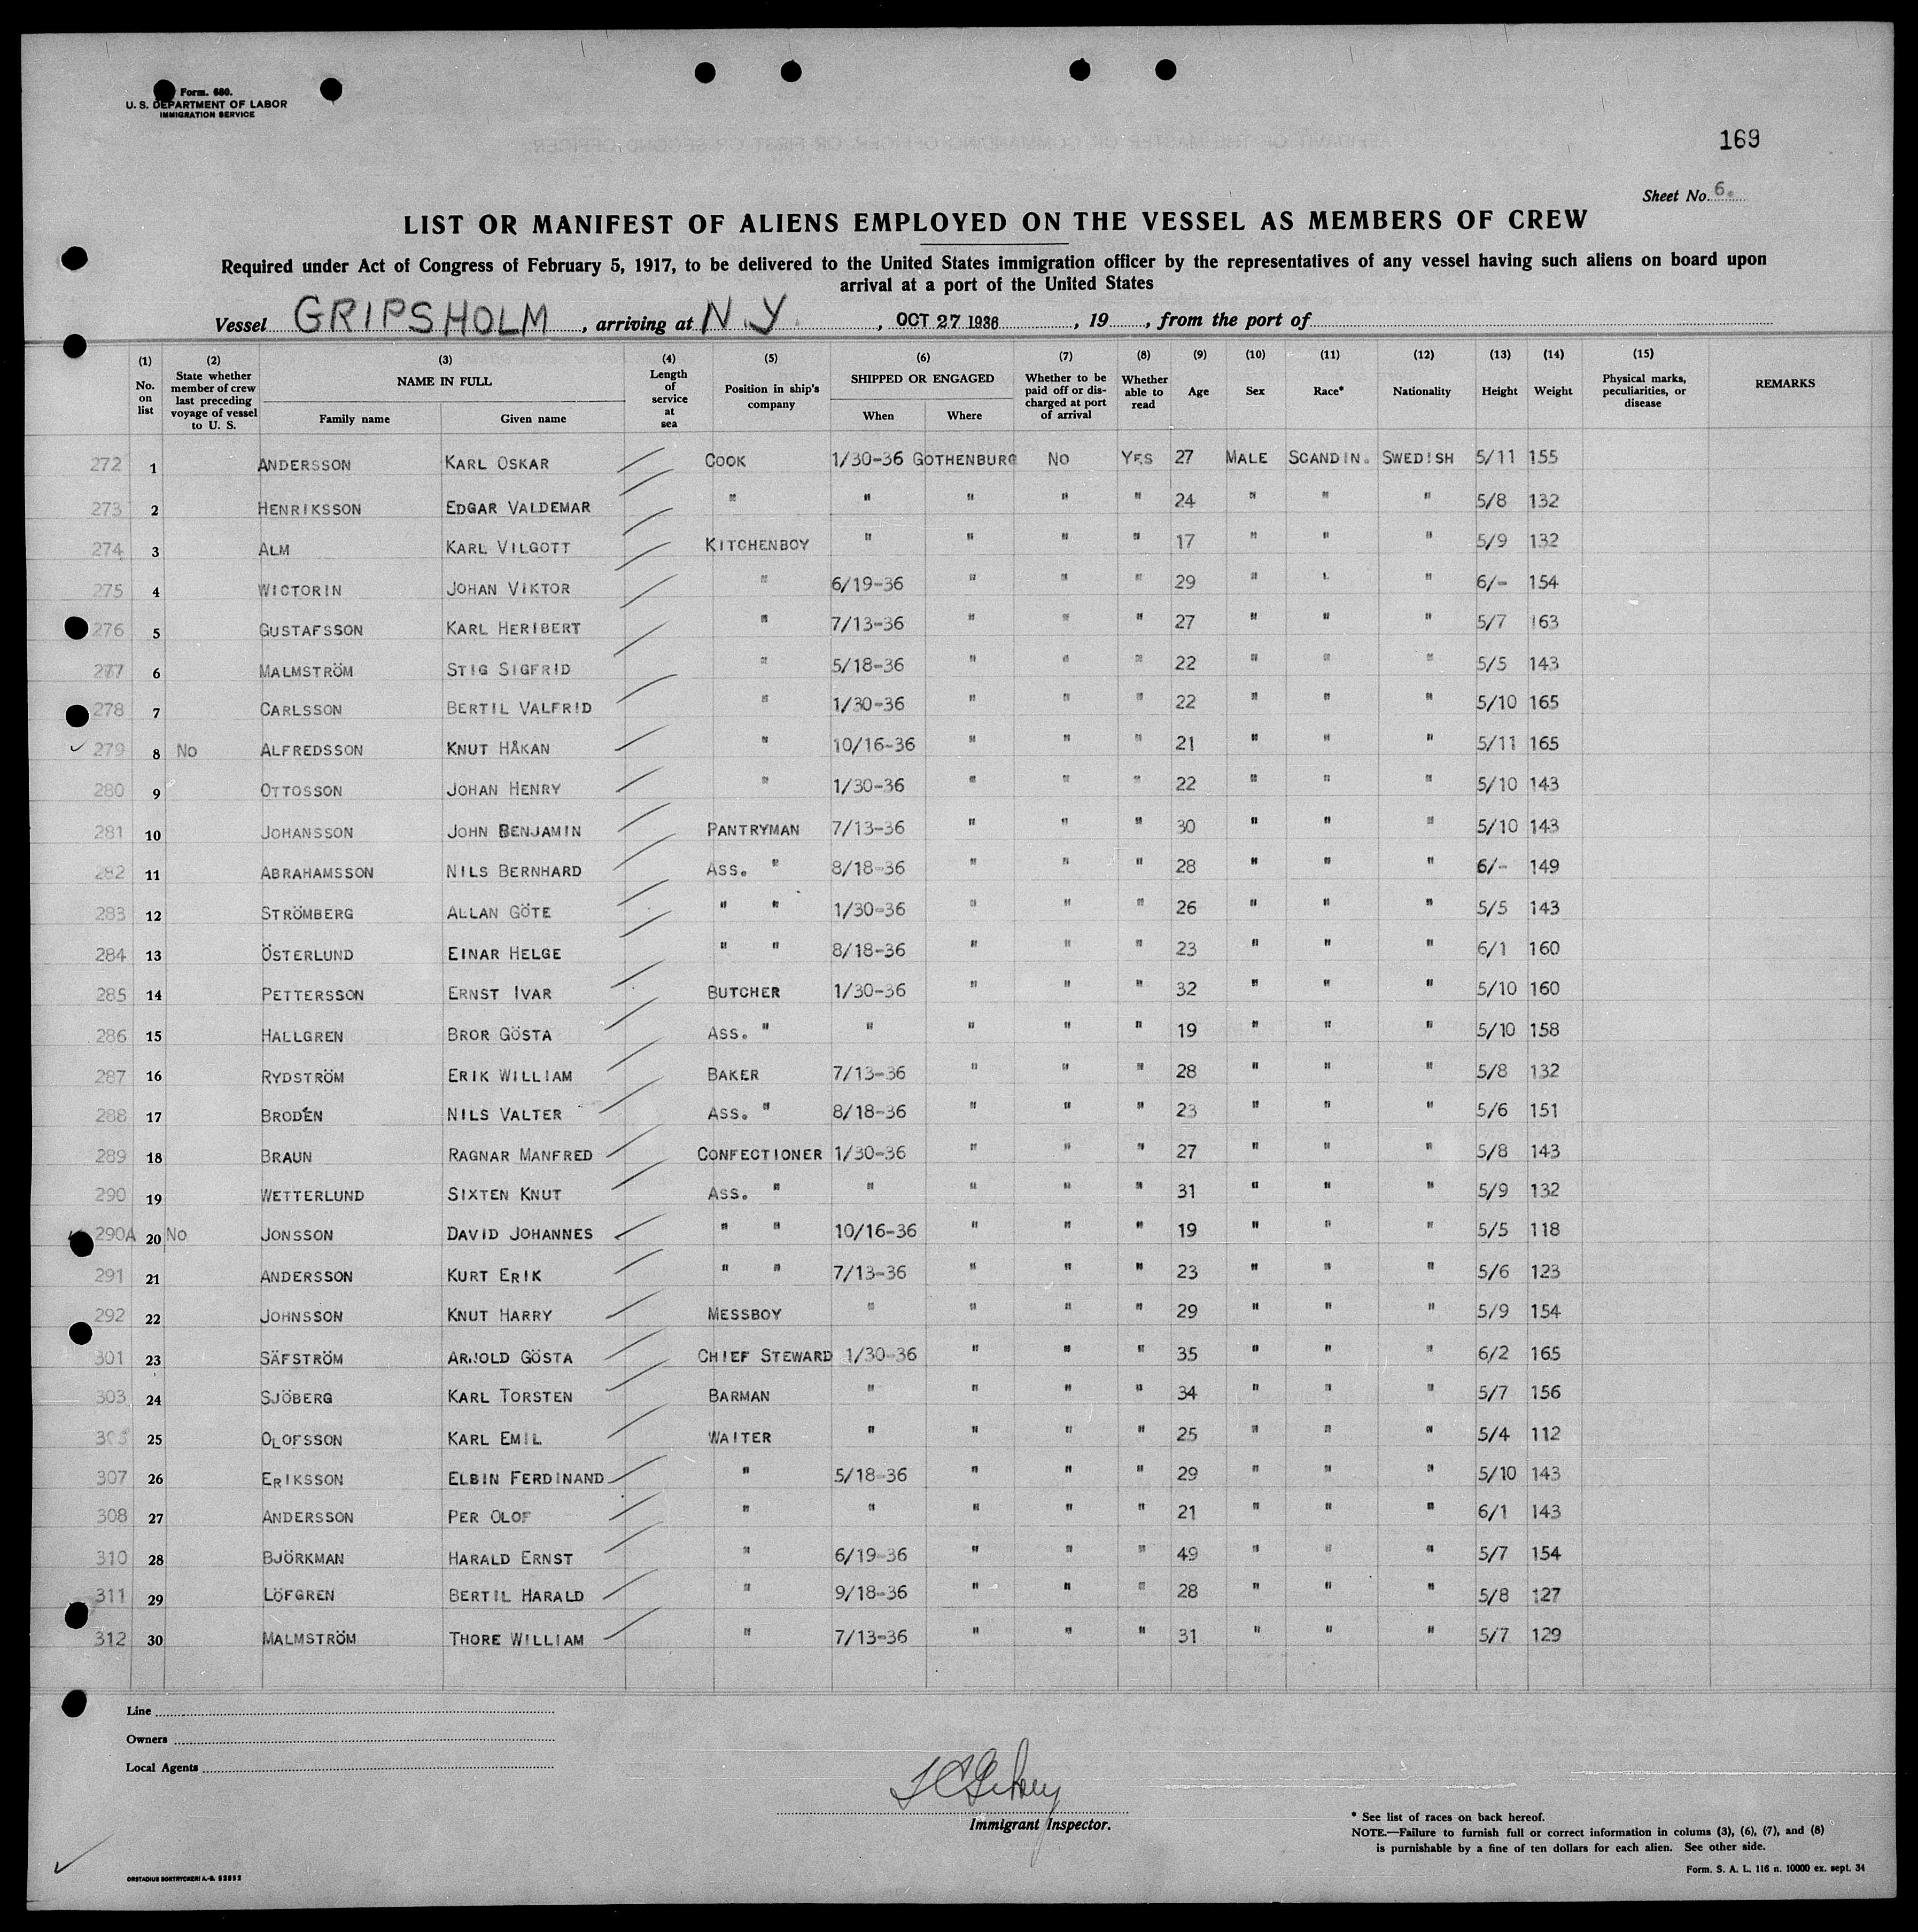 Form. 680.
U. S. DEPARTMENT OF LABOR
IMMIGRATION SERVICE
169
Sheet No. 6.
LIST OR MANIFEST OF ALIENS EMPLOYED ON THE VESSEL AS MEMBERS OF CREW
Required under Act of Congress of February 5, 1917, to be delivered to the United States immigration officer by the representatives of any vessel having such aliens on board upon
arrival at a port of the United States
Vessel GRIPSHOLM, arriving at N.Y., OCT 27 1936, 19, from the port of
(1) No. on list (2) State whether member of crew last preceding voyage of vessel to U. S. (3) NAME IN FULL Family name Given name (4) Length of service at sea (5) Position in ship's company (6) SHIPPED OR ENGAGED When Where (7) Whether to be paid off or discharged at port of arrival (8) Whether able to read (9) Age (10) Sex (11) Race* (12) Nationality (13) Height (14) Weight (15) Physical marks, peculiarities, or disease REMARKS
272 1 ANDERSSON KARL OSKAR COOK 1/30-36 GOTHENBURG NO YES 27 MALE SCANDIN. SWEDISH 5/11 155
273 2 HENRIKSSON EDGAR VALDEMAR " " " " " 24 " " " 5/8 132
274 3 ALM KARL VILGOTT KITCHENBOY " " " " 17 " " " 5/9 132
275 4 WICTORIN JOHAN VIKTOR " 6/19-36 " " " 29 " " " 6/- 154
276 5 GUSTAFSSON KARL HERIBERT " 7/13-36 " " " 27 " " " 5/7 163
277 6 MALMSTRÖM STIG SIGFRID " 5/18-36 " " " 22 " " " 5/5 143
278 7 CARLSSON BERTIL VALFRID " 1/30-36 " " " 22 " " " 5/10 165
279 8 No ALFREDSSON KNUT HÅKAN " 10/16-36 " " " 21 " " " 5/11 165
280 9 OTTOSSON JOHAN HENRY " 1/30-36 " " " 22 " " " 5/10 143
281 10 JOHANSSON JOHN BENJAMIN PANTRYMAN 7/13-36 " " " 30 " " " 5/10 143
282 11 ABRAHAMSSON NILS BERNHARD ASS. " 8/18-36 " " " 28 " " " 6/- 149
283 12 STRÖMBERG ALLAN GÖTE " " 1/30-36 " " " 26 " " " 5/5 143
284 13 ÖSTERLUND EINAR HELGE " " 8/18-36 " " " 23 " " " 6/1 160
285 14 PETTERSSON ERNST IVAR BUTCHER 1/30-36 " " " 32 " " " 5/10 160
286 15 HALLGREN BROR GÖSTA ASS. " " " " " 19 " " " 5/10 158
287 16 RYDSTRÖM ERIK WILLIAM BAKER 7/13-36 " " " 28 " " " 5/8 132
288 17 BRODÉN NILS VALTER ASS. " 8/18-36 " " " 23 " " " 5/6 151
289 18 BRAUN RAGNAR MANFRED CONFECTIONER 1/30-36 " " " 27 " " " 5/8 143
290 19 WETTERLUND SIXTEN KNUT ASS. " " " " " 31 " " " 5/9 132
290A 20 No JONSSON DAVID JOHANNES " " 10/16-36 " " " 19 " " " 5/5 118
291 21 ANDERSSON KURT ERIK " " 7/13-36 " " " 23 " " " 5/6 123
292 22 JOHNSSON KNUT HARRY MESSBOY " " " " 29 " " " 5/9 154
301 23 SÄFSTRÖM ARNOLD GÖSTA CHIEF STEWARD 1/30-36 " " " 35 " " " 6/2 165
303 24 SJÖBERG KARL TORSTEN BARMAN " " " " 34 " " " 5/7 156
25 OLOFSSON KARL EMIL WAITER " " " " 25 " " " 5/4 112
307 26 ERIKSSON ELBIN FERDINAND " 5/18-36 " " " 29 " " " 5/10 143
308 27 ANDERSSON PER OLOF " " " " " 21 " " " 6/1 143
310 28 BJÖRKMAN HARALD ERNST " 6/19-36 " " " 49 " " " 5/7 154
311 29 LÖFGREN BERTIL HARALD " 9/18-36 " " " 28 " " " 5/8 127
312 30 MALMSTRÖM THORE WILLIAM " 7/13-36 " " " 31 " " " 5/7 129
Line
Owners
Local Agents
Immigrant Inspector.
* See list of races on back hereof.
NOTE.—Failure to furnish full or correct information in colums (3), (6), (7), and (8)
is purnishable by a fine of ten dollars for each alien. See other side.
ORSTADIUS BOKTRYCKERI A.-B. 52852
Form. S. A. L. 116 n. 10000 ex. sept. 34